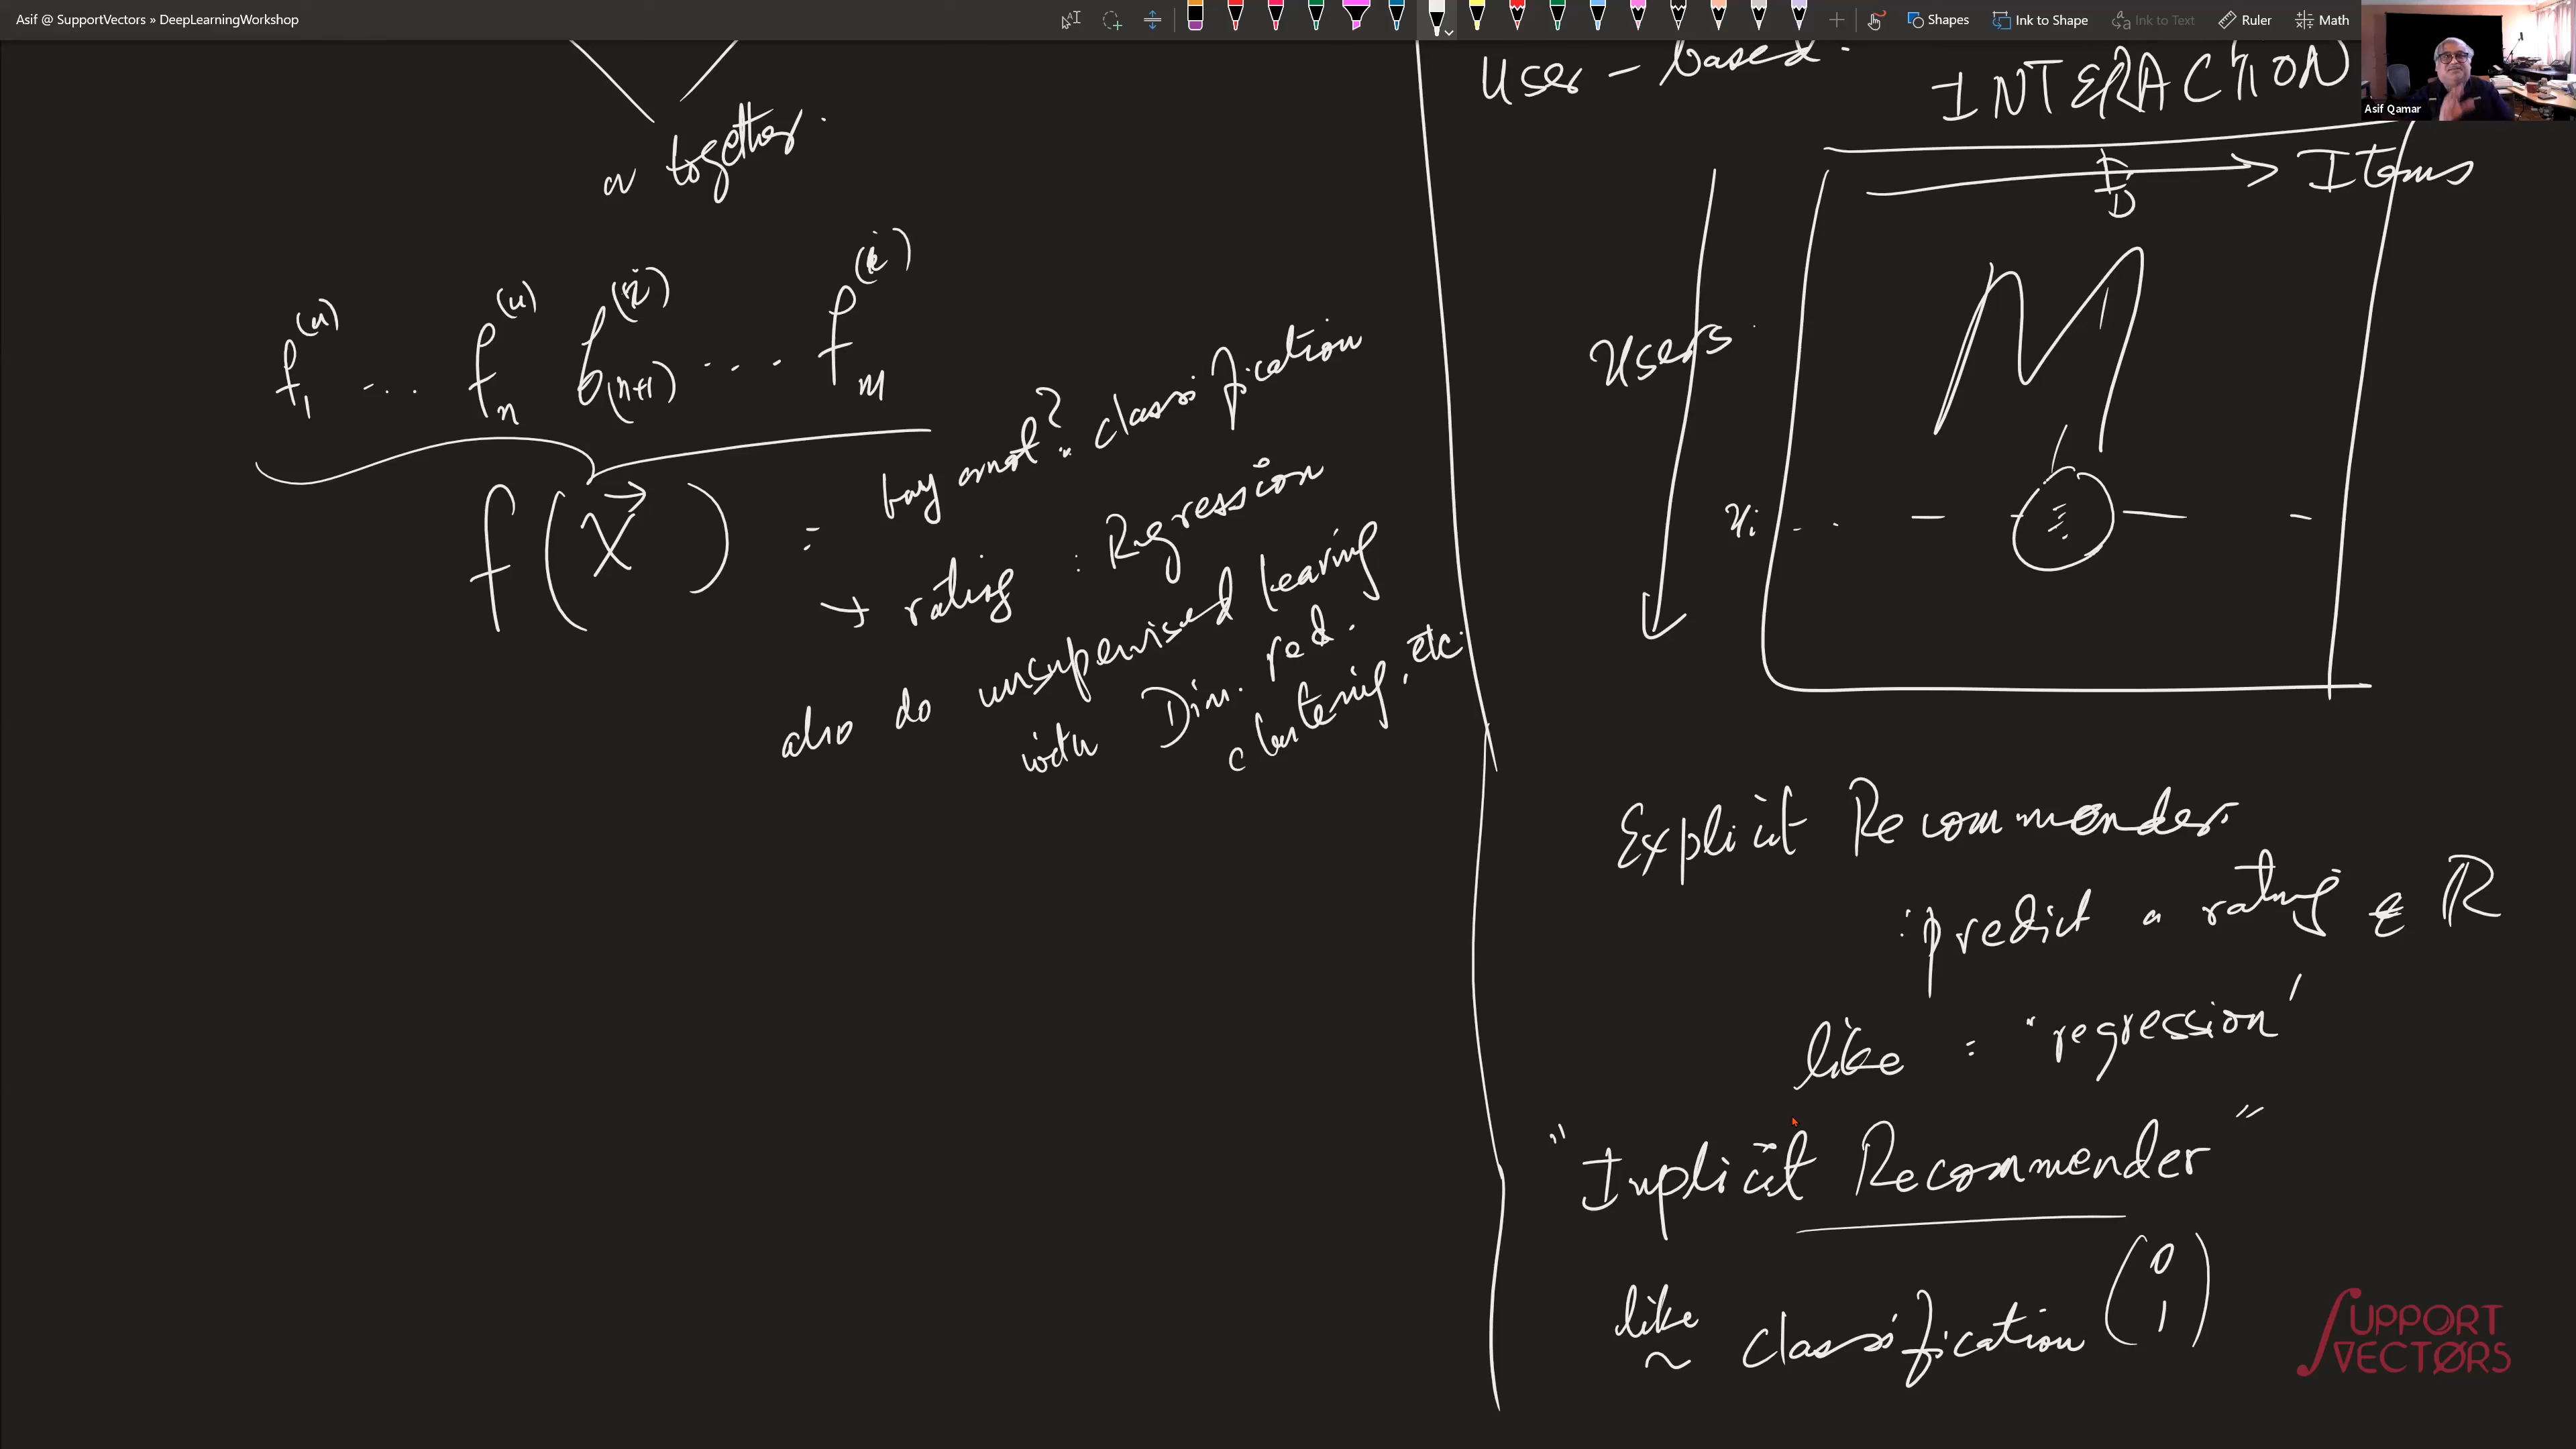 Asif @ SupportVectors » DeepLearningWorkshop
Shapes
Ink to Shape
Ink to Text
Ruler
Math
Asif Qamar
together.
f₁⁽ᵘ⁾ ... fₙ⁽ᵘ⁾ f₍ₙ₊₁₎⁽ⁱ⁾ .... fₘ⁽ⁱ⁾
f(X⃗) =
buy or not? : classification
→ rating : Regression
also do unsupervised learning
with Dim. red.
clustering, etc.
User - based.
INTERACTION
Items
D
Users
M
Explicit Recommender
: predict a rating ∈ ℝ
like : "regression'
"Implicit Recommender"
like
~ classification (0
1)
SUPPORT
VECTORS